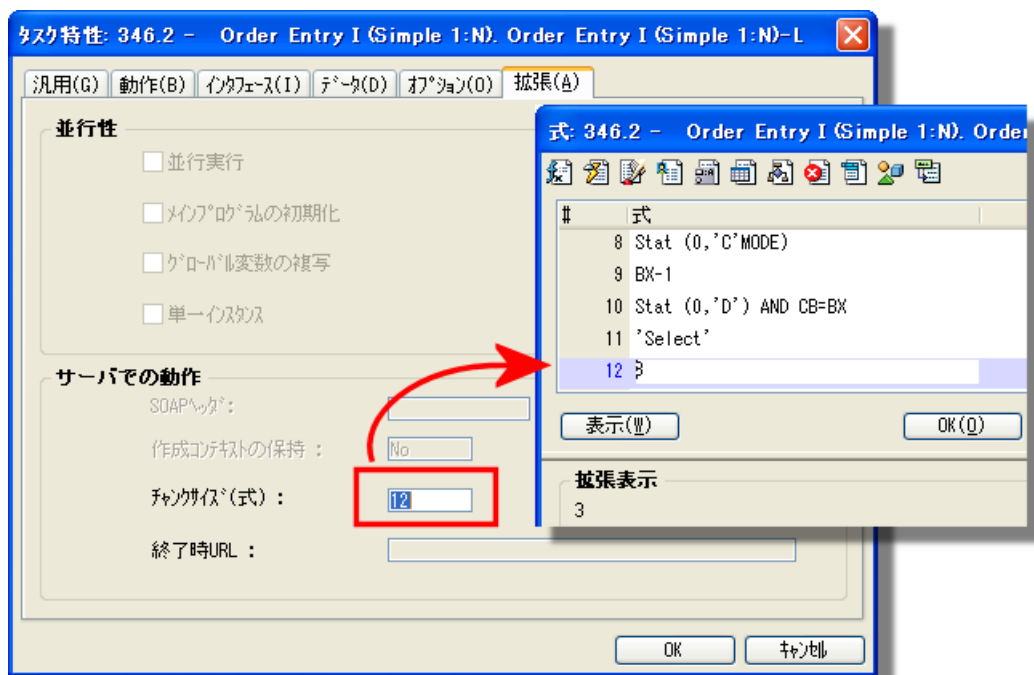 タスク特性: 346.2 - Order Entry I (Simple 1:N). Order Entry I (Simple 1:N)-L
汎用(G) 動作(B) インタフェース(I) データ(D) オプション(O) 拡張(A)
並行性
並行実行
メインプログラムの初期化
グローバル変数の複写
単一インスタンス
サーバでの動作
SOAPヘッダ:
作成コンテキストの保持 : No
チャンクサイズ(式) : 12
終了時URL :
OK キャンセル
式: 346.2 - Order Entry I (Simple 1:N). Orde
# 式
8 Stat (0,'C'MODE)
9 BX-1
10 Stat (0,'D') AND CB=BX
11 'Select'
12 3
表示(W) OK(O)
拡張表示
3